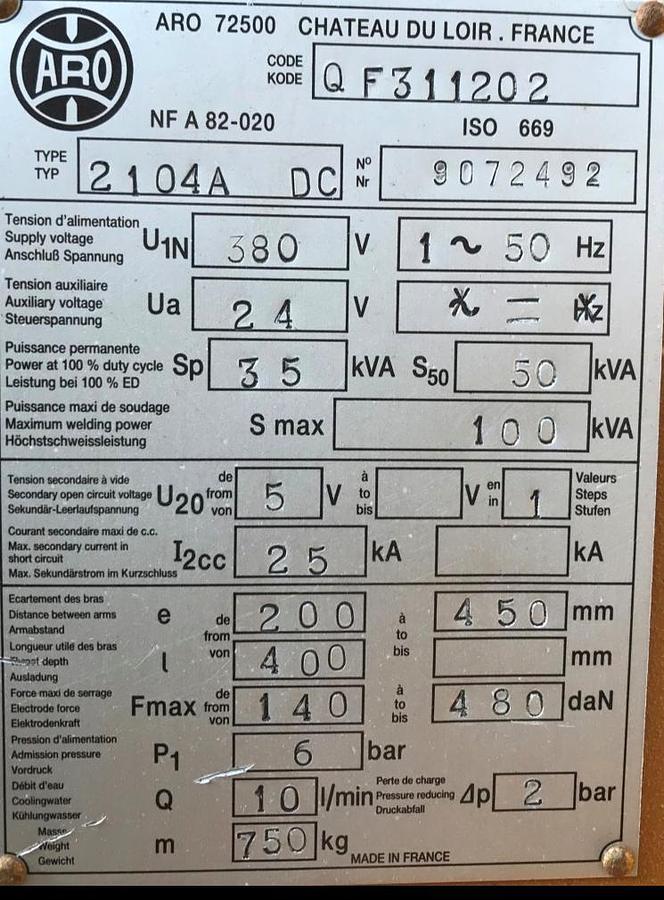 ARO 72500 CHATEAU DU LOIR . FRANCE
ARO
CODE
KODE
Q F311202
NF A 82-020
ISO 669
TYPE
TYP
2104A DC
Nº
Nr
9072492
Tension d'alimentation
Supply voltage
Anschluß Spannung
U1N 380 V 1 ~ 50 Hz
Tension auxiliaire
Auxiliary voltage
Steuerspannung
Ua 24 V = Hz
Puissance permanente
Power at 100 % duty cycle
Leistung bei 100 % ED
Sp 35 kVA S50 50 kVA
Puissance maxi de soudage
Maximum welding power
Höchstschweissleistung
S max 100 kVA
Tension secondaire à vide
Secondary open circuit voltage
Sekundär-Leerlaufspannung
U20
de
from
von
5 V
à
to
bis
V
en
in
1
Valeurs
Steps
Stufen
Courant secondaire maxi de c.c.
Max. secondary current in
short circuit
Max. Sekundärstrom im Kurzschluss
I2cc 25 kA kA
Ecartement des bras
Distance between arms
Armabstand
e
de
from
von
200
à
to
bis
450 mm
Longueur utile des bras
depth
Ausladung
l 400 mm
Force maxi de serrage
Electrode force
Elektrodenkraft
Fmax
de
from
von
140
à
to
bis
480 daN
Pression d'alimentation
Admission pressure
Vordruck
P1 6 bar
Débit d'eau
Coolingwater
Kühlungwasser
Q 10 l/min
Perte de charge
Pressure reducing
Druckabfall
Δp 2 bar
Masse
Weight
Gewicht
m 750 kg
MADE IN FRANCE